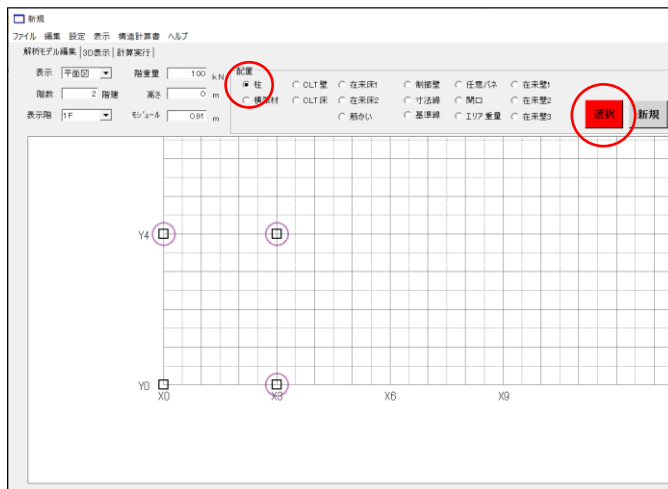 新規
ファイル 編集 設定 表示 構造計算書 ヘルプ
解析モデル編集 3D表示 計算実行
表示 平面図 階重量 100 kN
階数 2 階建 高さ 0 m
表示階 1F モジュール 0.91 m
配置
柱 CLT壁 在来床1 制振壁 任意バネ 在来壁1
横架材 CLT床 在来床2 寸法線 開口 在来壁2
筋かい 基準線 エリア重量 在来壁3
選択 新規
Y4
Y0
X0 X3 X6 X9